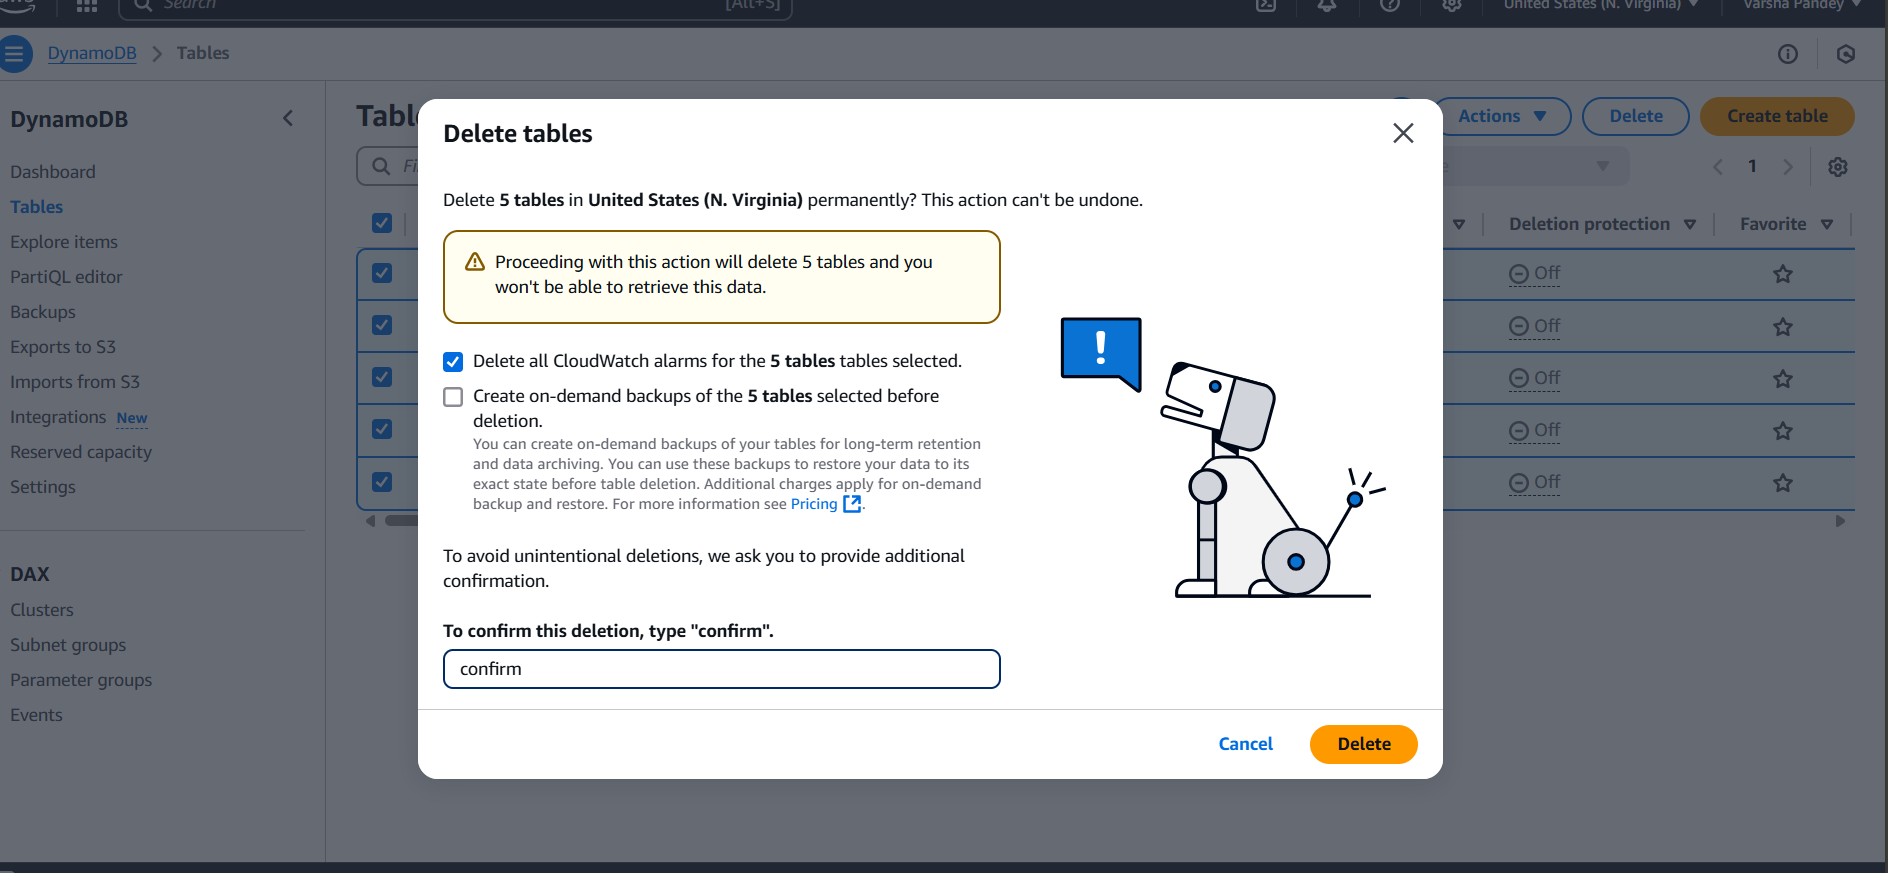 Search
[Alt+S]
United States (N. Virginia)
Varsha Pandey
DynamoDB
Tables
DynamoDB
Dashboard
Tables
Explore items
PartiQL editor
Backups
Exports to S3
Imports from S3
Integrations New
Reserved capacity
Settings
DAX
Clusters
Subnet groups
Parameter groups
Events
Actions
Delete
Create table
1
Deletion protection
Favorite
Off
Off
Off
Off
Off
Delete tables
Delete 5 tables in United States (N. Virginia) permanently? This action can't be undone.
Proceeding with this action will delete 5 tables and you
won't be able to retrieve this data.
Delete all CloudWatch alarms for the 5 tables tables selected.
Create on-demand backups of the 5 tables selected before
deletion.
You can create on-demand backups of your tables for long-term retention
and data archiving. You can use these backups to restore your data to its
exact state before table deletion. Additional charges apply for on-demand
backup and restore. For more information see Pricing.
To avoid unintentional deletions, we ask you to provide additional
confirmation.
To confirm this deletion, type "confirm".
confirm
Cancel
Delete
!